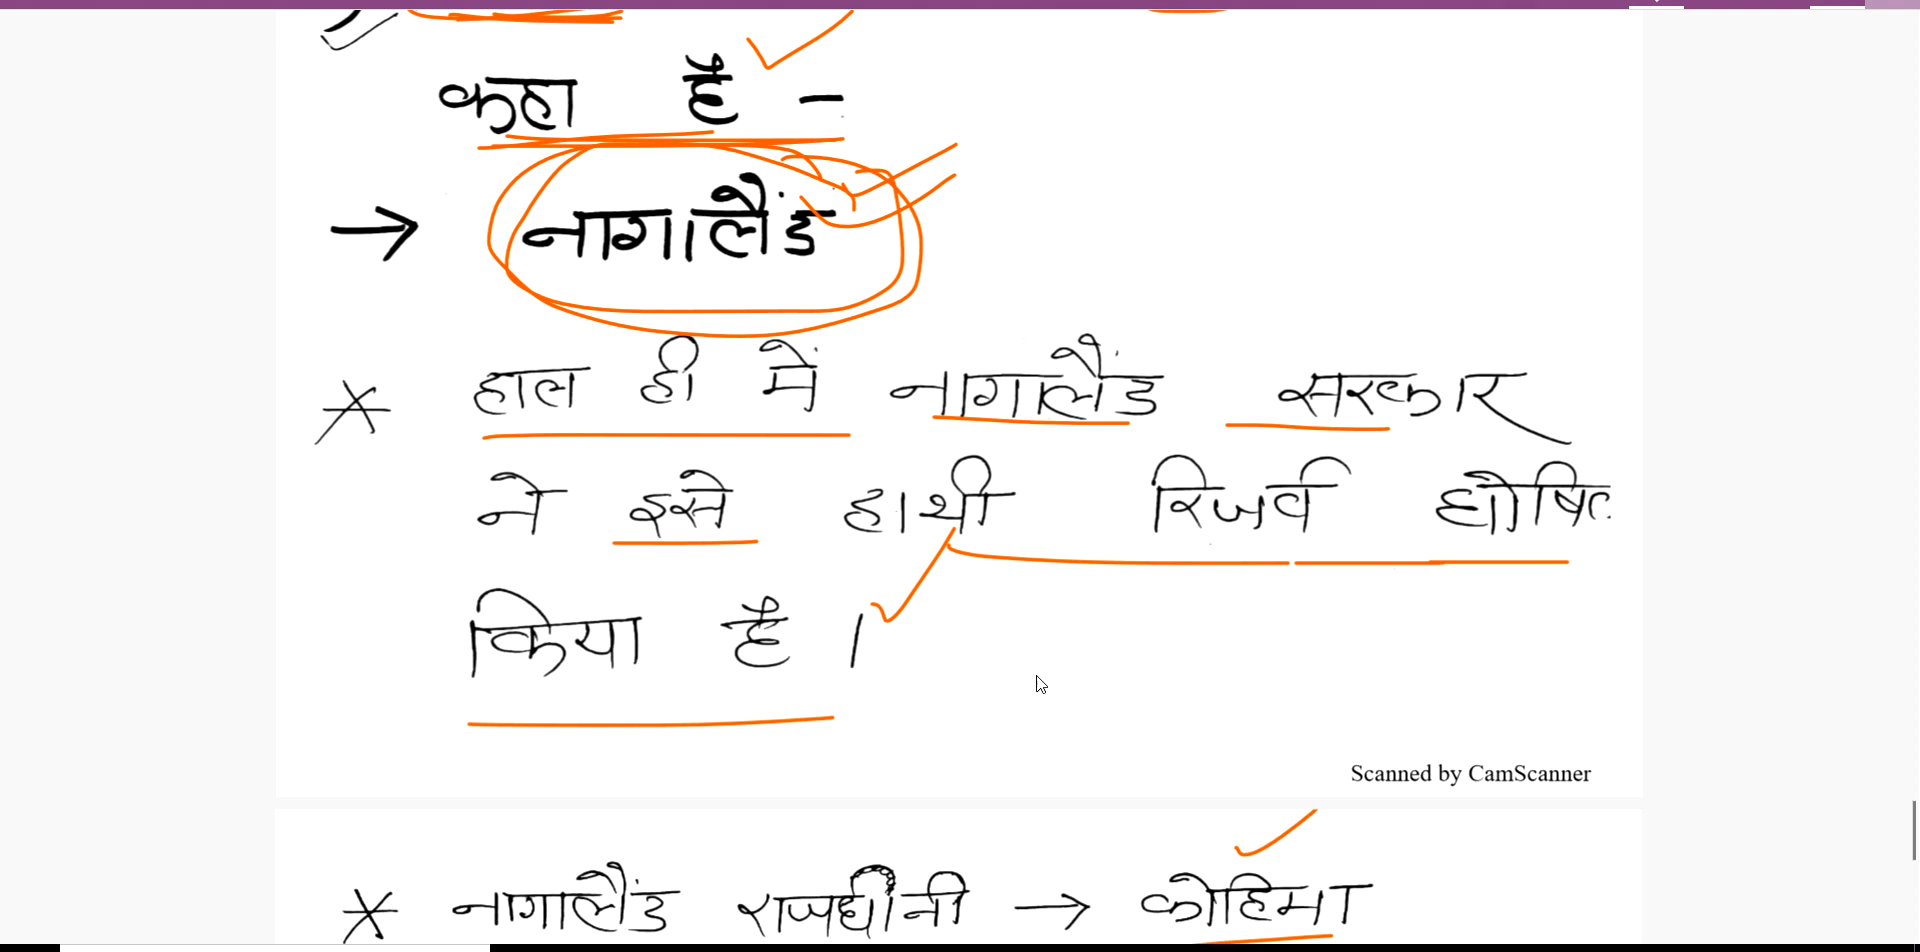 कहा है -
→ नागालैंड
* हाल ही में नागालैंड सरकार
ने इसे हाथी रिजर्व घोषित
किया है ।
Scanned by CamScanner
* नागालैंड राजधीनी → कोहिमा